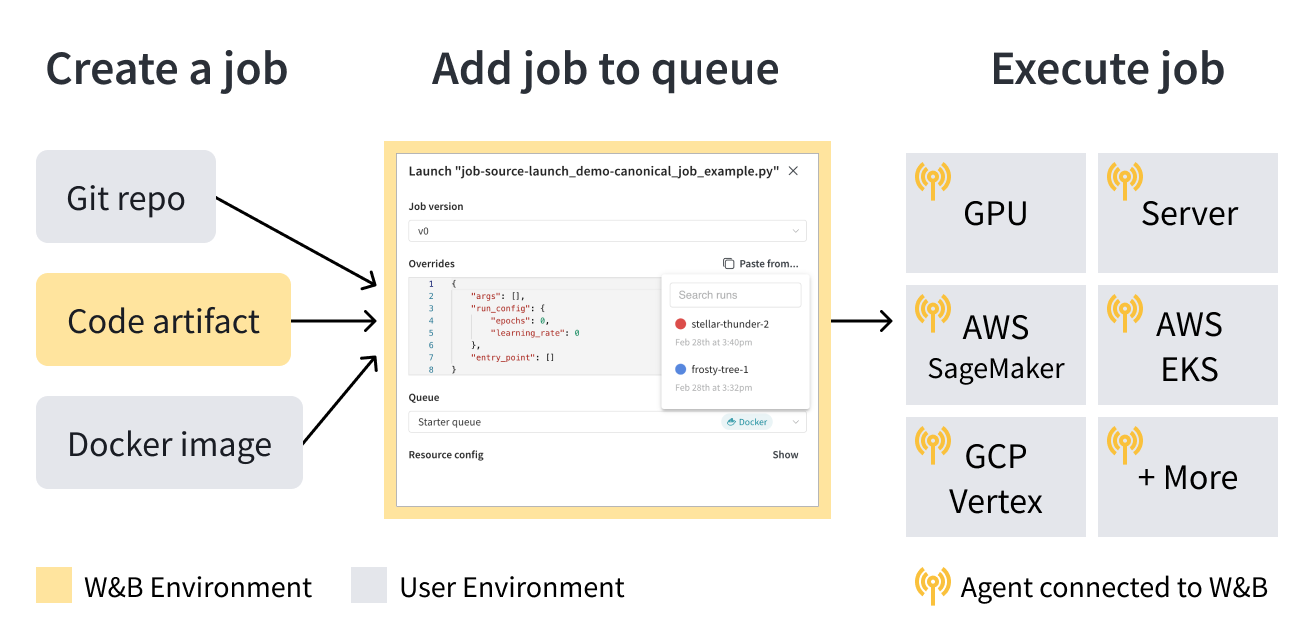 Create a job
Add job to queue
Execute job
Git repo
Code artifact
Docker image
Launch "job-source-launch_demo-canonical_job_example.py"
Job version
v0
Overrides
Paste from...
1 {
2 "args": [],
3 "run_config": {
4 "epochs": 0,
5 "learning_rate": 0
6 },
7 "entry_point": []
8 }
Search runs
stellar-thunder-2
Feb 28th at 3:40pm
frosty-tree-1
Feb 28th at 3:32pm
Queue
Starter queue
Docker
Resource config
Show
GPU
Server
AWS
SageMaker
AWS
EKS
GCP
Vertex
+ More
W&B Environment
User Environment
Agent connected to W&B